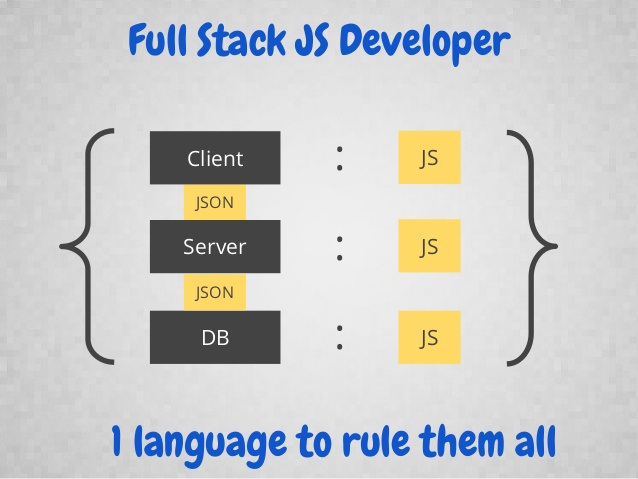 Full Stack JS Developer
Client : JS
JSON
Server : JS
JSON
DB : JS
1 language to rule them all